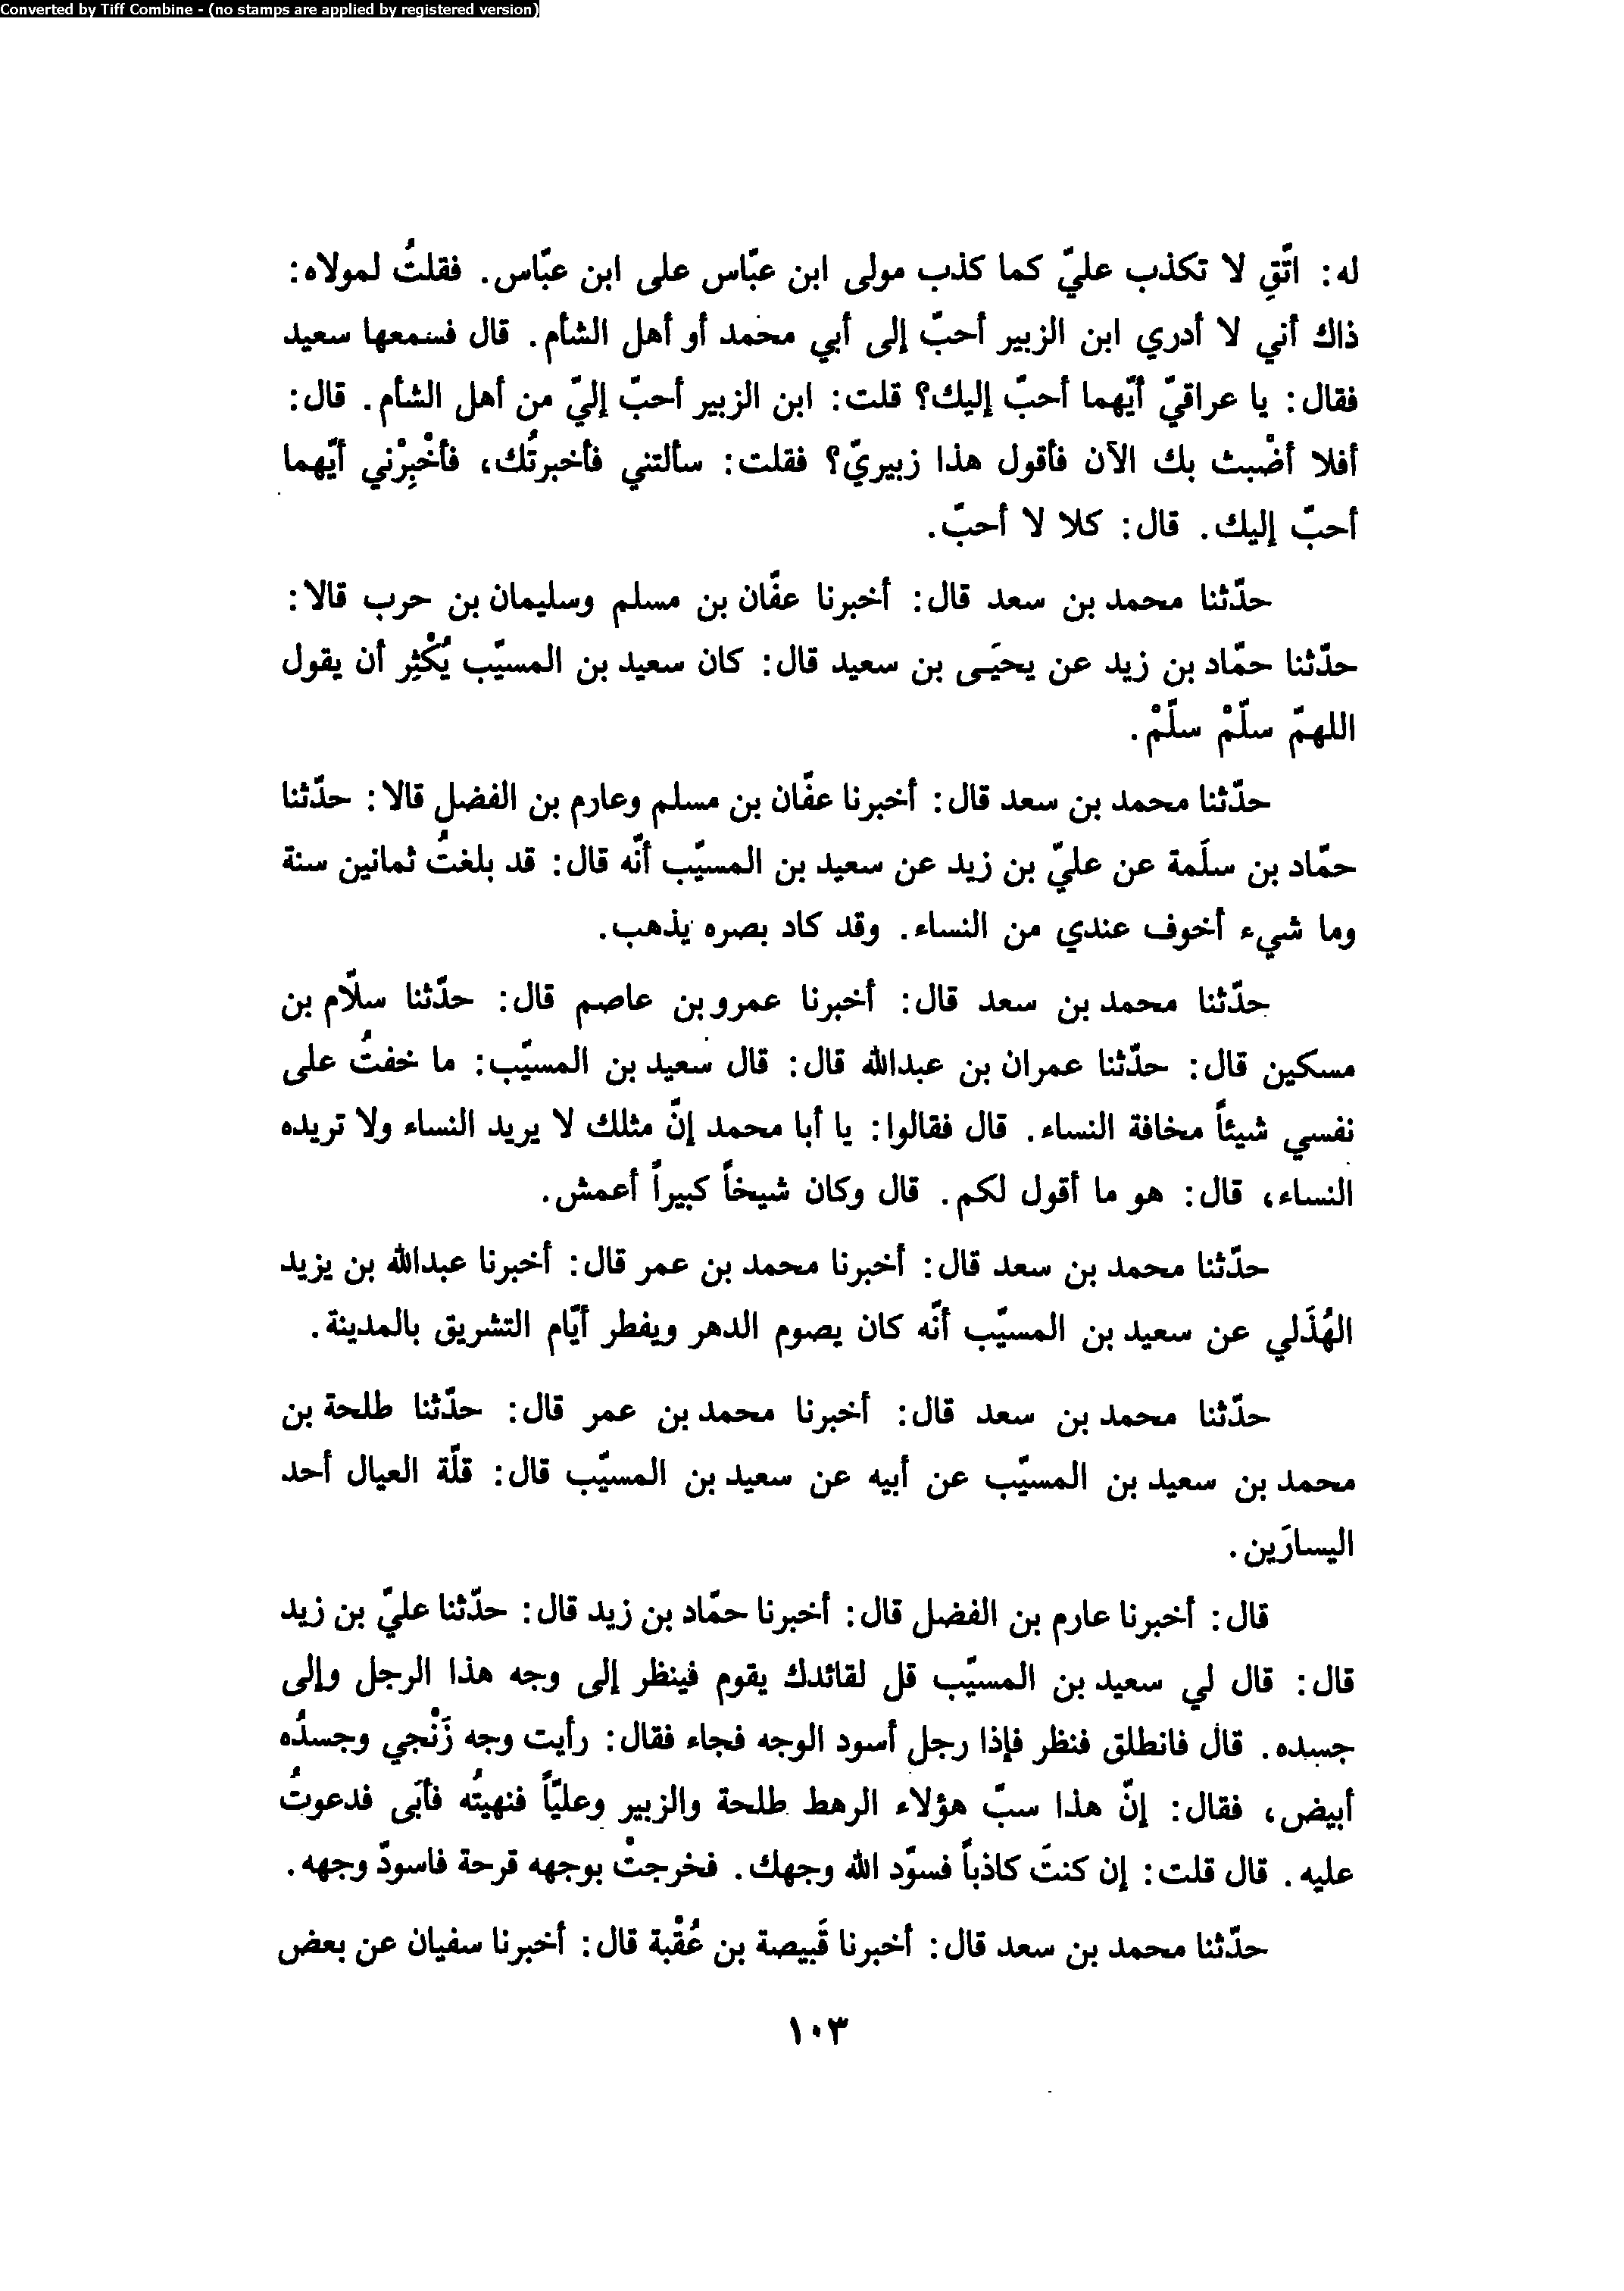 Converted by Tiff Combine - (no stamps are applied by registered version)
له: اتّقِ لا تكذب عليّ كما كذب مولى ابن عبّاس على ابن عبّاس. فقلتُ لمولاه:
ذاك أني لا أدري ابن الزبير أحبّ إلى أبي محمد أو أهل الشأم. قال فسمعها سعيد
فقال: يا عراقيّ أيّهما أحبّ إليك؟ قلت: ابن الزبير أحبّ إليّ من أهل الشأم. قال:
أفلا أضْبث بك الآن فأقول هذا زبيريّ؟ فقلت: سألتني فأخبرتُك، فأخْبِرْني أيّهما
أحبّ إليك. قال: كلا لا أحبّ.
حدّثنا محمد بن سعد قال: أخبرنا عفّان بن مسلم وسليمان بن حرب قالا:
حدّثنا حمّاد بن زيد عن يحيَى بن سعيد قال: كان سعيد بن المسيّب يُكْثِر أن يقول
اللهمّ سلّمْ سلّمْ.
حدّثنا محمد بن سعد قال: أخبرنا عفّان بن مسلم وعارم بن الفضل قالا: حدّثنا
حمّاد بن سلَمة عن عليّ بن زيد عن سعيد بن المسيّب أنّه قال: قد بلغتُ ثمانين سنة
وما شيء أخوف عندي من النساء. وقد كاد بصره يذهب.
حدّثنا محمد بن سعد قال: أخبرنا عمرو بن عاصم قال: حدّثنا سلّام بن
مسكين قال: حدّثنا عمران بن عبدالله قال: قال سعيد بن المسيّب: ما خفتُ على
نفسي شيئاً مخافة النساء. قال فقالوا: يا أبا محمد إنّ مثلك لا يريد النساء ولا تريده
النساء، قال: هو ما أقول لكم. قال وكان شيخاً كبيراً أعمش.
حدّثنا محمد بن سعد قال: أخبرنا محمد بن عمر قال: أخبرنا عبدالله بن يزيد
الهُذَلي عن سعيد بن المسيّب أنّه كان يصوم الدهر ويفطر أيّام التشريق بالمدينة.
حدّثنا محمد بن سعد قال: أخبرنا محمد بن عمر قال: حدّثنا طلحة بن
محمد بن سعيد بن المسيّب عن أبيه عن سعيد بن المسيّب قال: قلّة العيال أحد
اليسارَين.
قال: أخبرنا عارم بن الفضل قال: أخبرنا حمّاد بن زيد قال: حدّثنا عليّ بن زيد
قال: قال لي سعيد بن المسيّب قل لقائدك يقوم فينظر إلى وجه هذا الرجل وإلى
جسده. قال فانطلق فنظر فإذا رجل أسود الوجه فجاء فقال: رأيت وجه زَنْجي وجسدُه
أبيض، فقال: إنّ هذا سبّ هؤلاء الرهط طلحة والزبير وعليّاً فنهيتُه فأبَى فدعوتُ
عليه. قال قلت: إن كنتَ كاذباً فسوّد الله وجهك. فخرجتْ بوجهه قرحة فاسودّ وجهه.
حدّثنا محمد بن سعد قال: أخبرنا قَبيصة بن عُقْبة قال: أخبرنا سفيان عن بعض
١٠٣